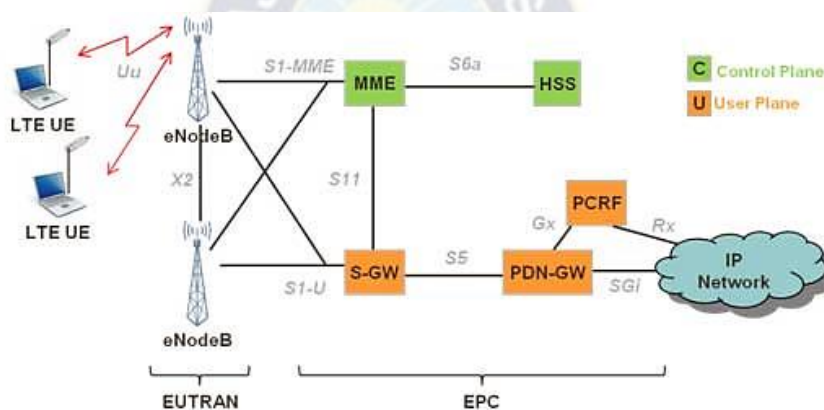 Uu
LTE UE
LTE UE
eNodeB
X2
eNodeB
S1-MME
MME
S6a
HSS
S11
S1-U
S-GW
S5
PDN-GW
Gx
PCRF
Rx
SGi
IP
Network
C Control Plane
U User Plane
EUTRAN
EPC